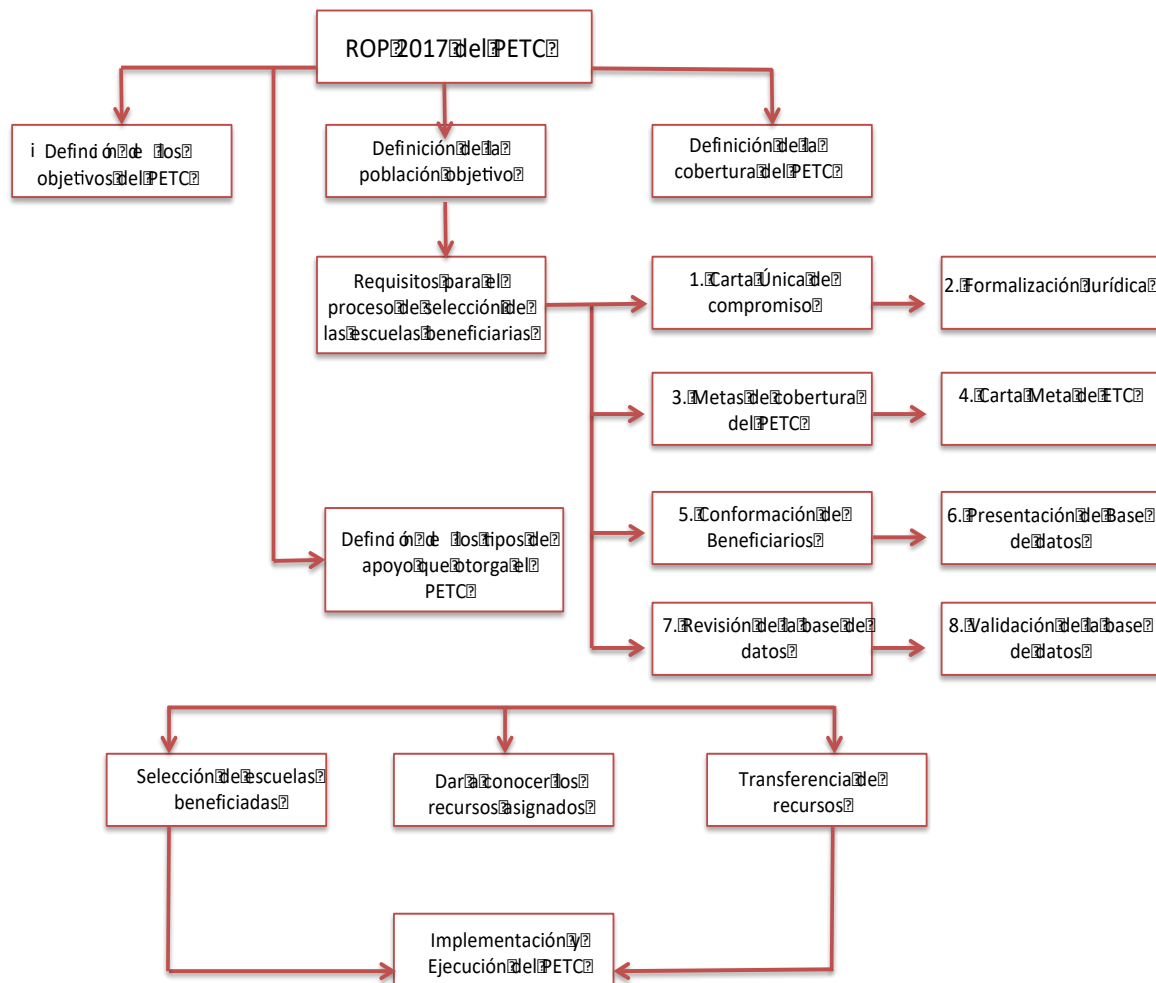 ROP 2017 del PETC
i Definción de los
objetivos del PETC
Definición de la
población objetivo
Definición de la
cobertura del PETC
Requisitos para el
proceso de selección de
las escuelas beneficiarias
1. Carta Única de
compromiso
2. Formalización Jurídica
3. Metas de cobertura
del PETC
4. Carta Meta de ETC
5. Conformación de
Beneficiarios
6. Presentación de Base
de datos
Definción de los tipos de
apoyo que otorga el
PETC
7. Revisión de la base de
datos
8. Validación de la base
de datos
Selección de escuelas
beneficiadas
Dar a conocer los
recursos asignados
Transferencia de
recursos
Implementación y
Ejecución del PETC